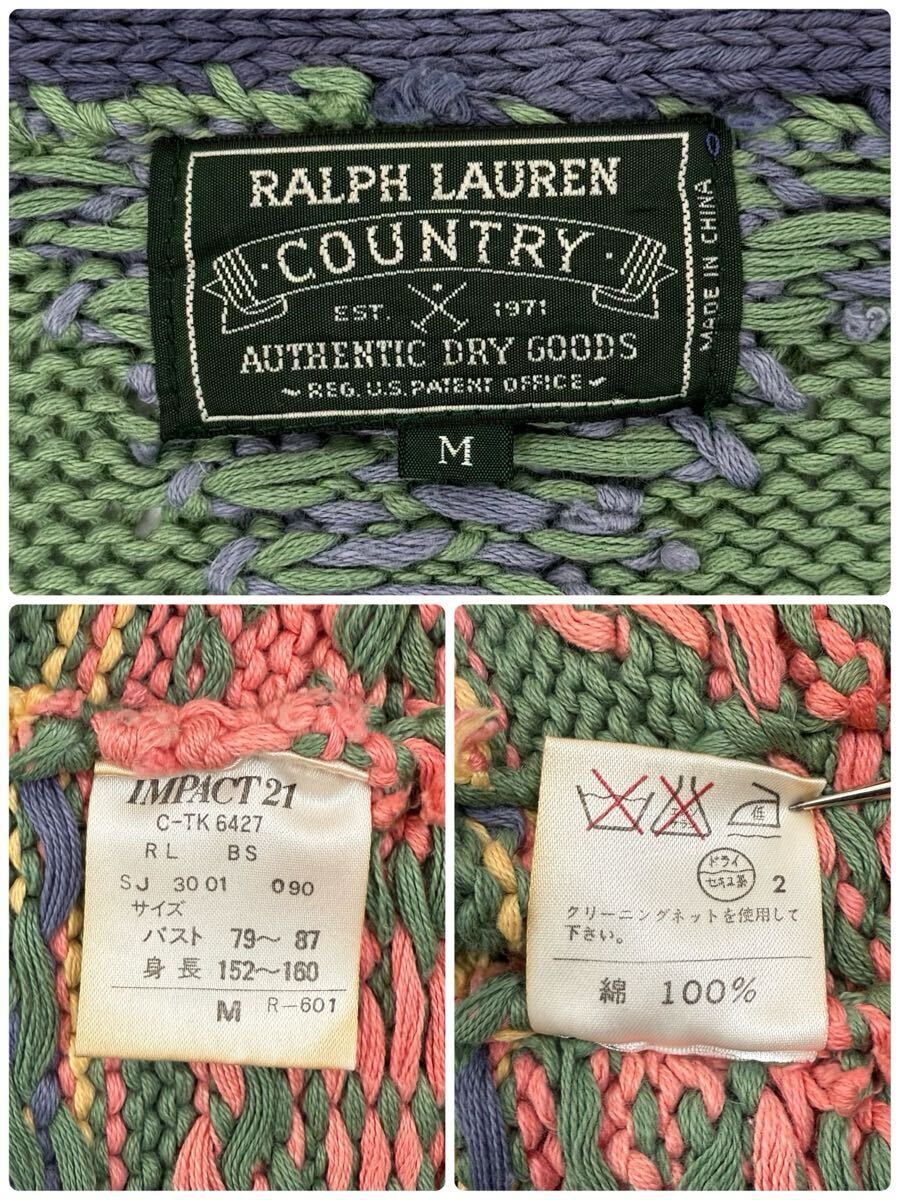 RALPH LAUREN
COUNTRY
EST. 1971
AUTHENTIC DRY GOODS
REG. U.S. PATENT OFFICE
MADE IN CHINA
M
IMPACT 21
C-TK 6427
RL BS
SJ 3001 090
サイズ
バスト 79～ 87
身長 152～160
M R-601
低
ドライ
セキユ系
2
クリーニングネットを使用して
下さい。
綿 100%